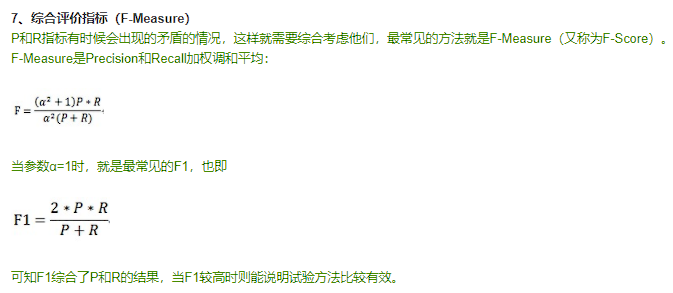 7、综合评价指标（F-Measure）
P和R指标有时候会出现的矛盾的情况，这样就需要综合考虑他们，最常见的方法就是F-Measure（又称为F-Score）。
F-Measure是Precision和Recall加权调和平均：
F = (α² + 1)P * R / α²(P + R)
当参数α=1时，就是最常见的F1，也即
F1 = 2 * P * R / P + R
可知F1综合了P和R的结果，当F1较高时则能说明试验方法比较有效。